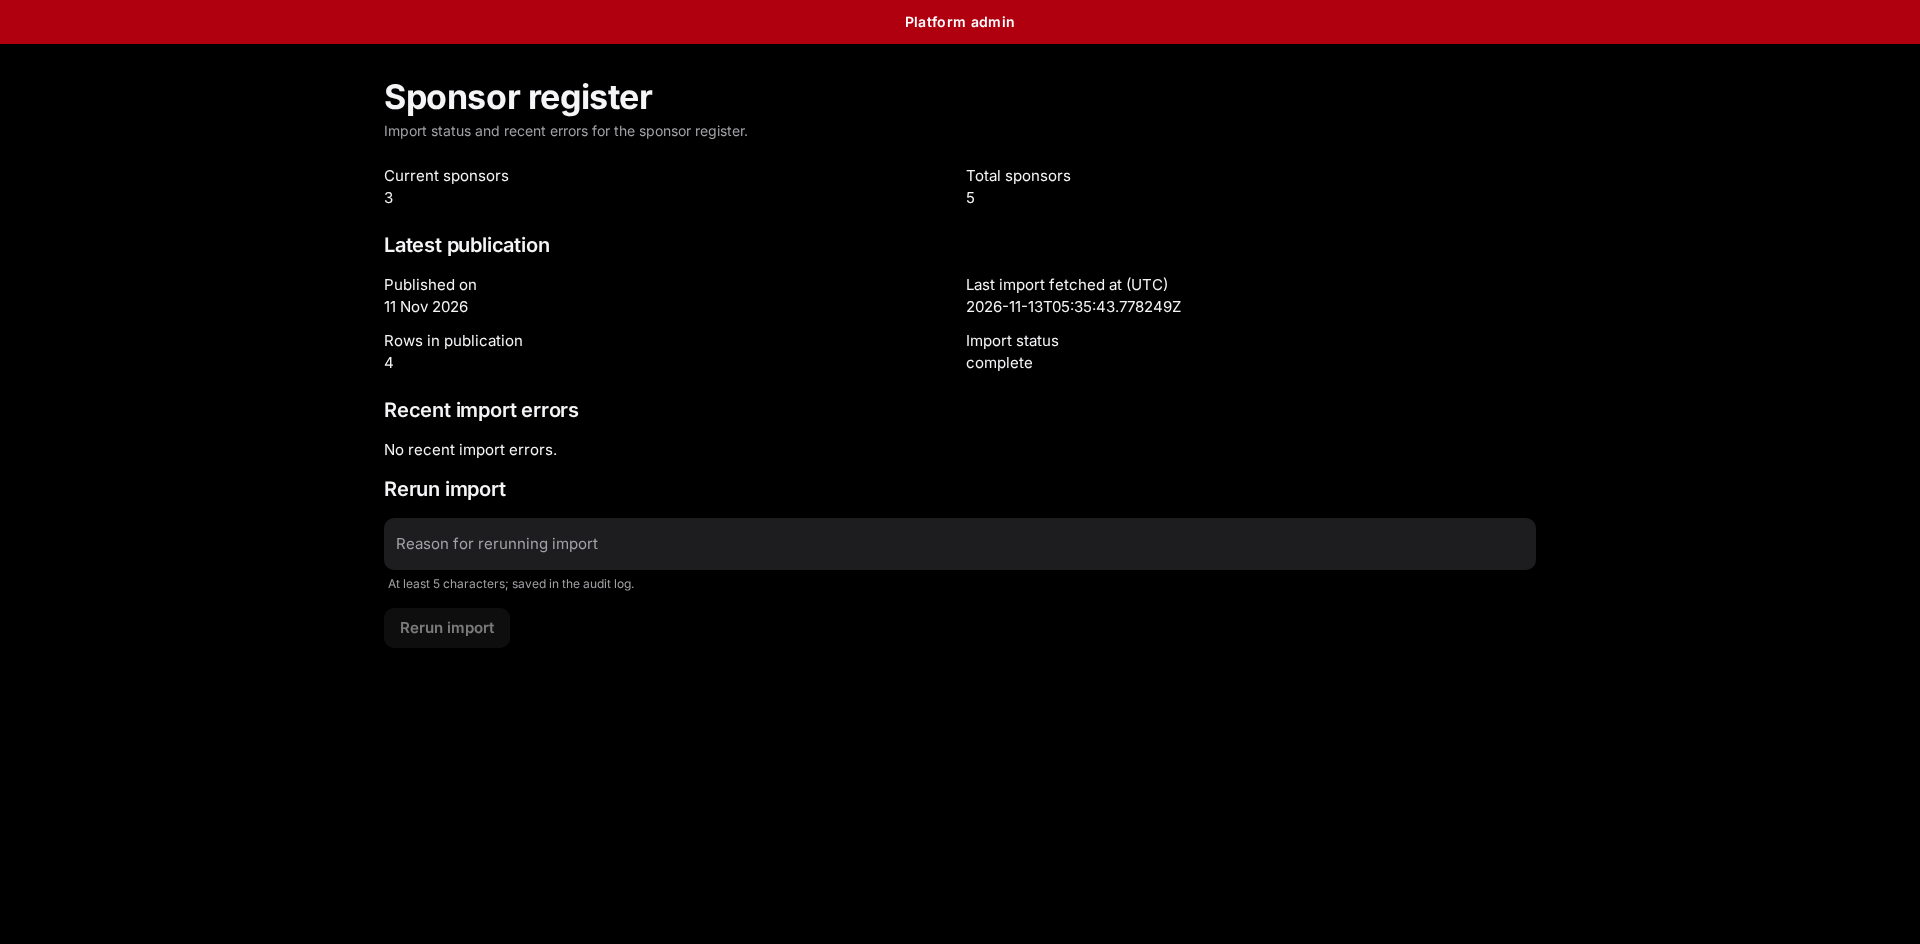 Platform admin
Sponsor register
Import status and recent errors for the sponsor register.
Current sponsors
3
Total sponsors
5
Latest publication
Published on
11 Nov 2026
Last import fetched at (UTC)
2026-11-13T05:35:43.778249Z
Rows in publication
4
Import status
complete
Recent import errors
No recent import errors.
Rerun import
Reason for rerunning import
At least 5 characters; saved in the audit log.
Rerun import